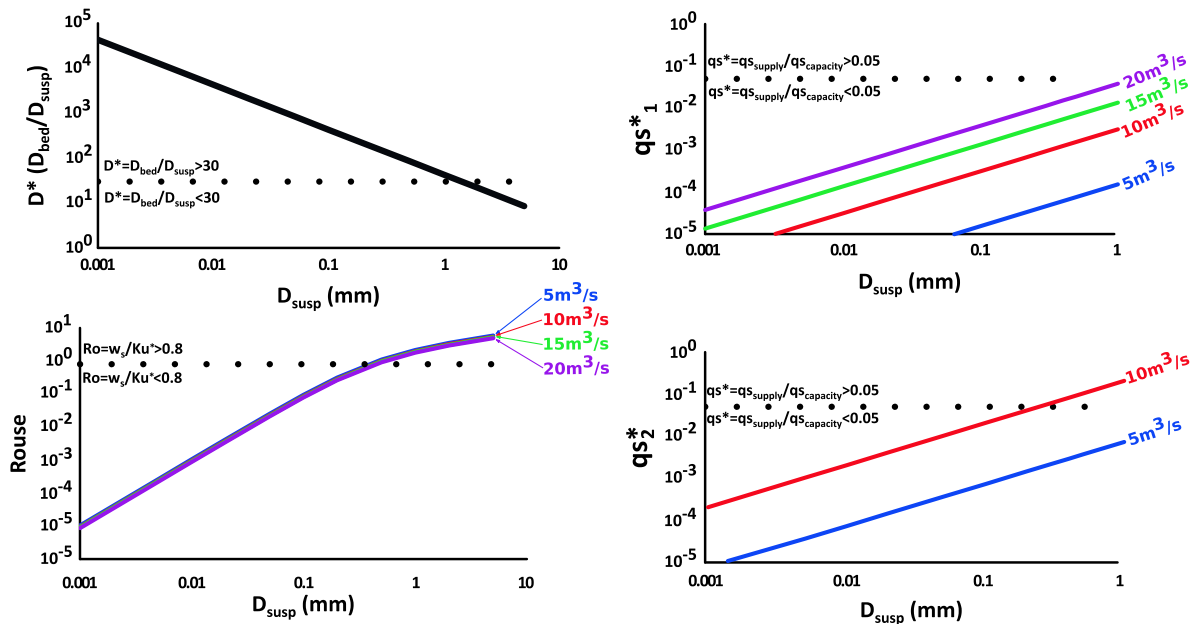 D* (D_bed/D_susp)
10^5
10^4
10^3
10^2
10^1
10^0
D*=D_bed/D_susp>30
D*=D_bed/D_susp<30
0.001 0.01 0.1 1 10
D_susp (mm)
qs*_1
10^0
10^-1
10^-2
10^-3
10^-4
10^-5
qs*=qs_supply/qs_capacity>0.05
qs*=qs_supply/qs_capacity<0.05
20m^3/s
15m^3/s
10m^3/s
5m^3/s
0.001 0.01 0.1 1
D_susp (mm)
Rouse
10^1
10^0
10^-1
10^-2
10^-3
10^-4
10^-5
10^-5
Ro=w_s/Ku*>0.8
Ro=w_s/Ku*<0.8
5m^3/s
10m^3/s
15m^3/s
20m^3/s
0.001 0.01 0.1 1 10
D_susp (mm)
qs*_2
10^0
10^-1
10^-2
10^-3
10^-4
10^-5
qs*=qs_supply/qs_capacity>0.05
qs*=qs_supply/qs_capacity<0.05
10m^3/s
5m^3/s
0.001 0.01 0.1 1
D_susp (mm)